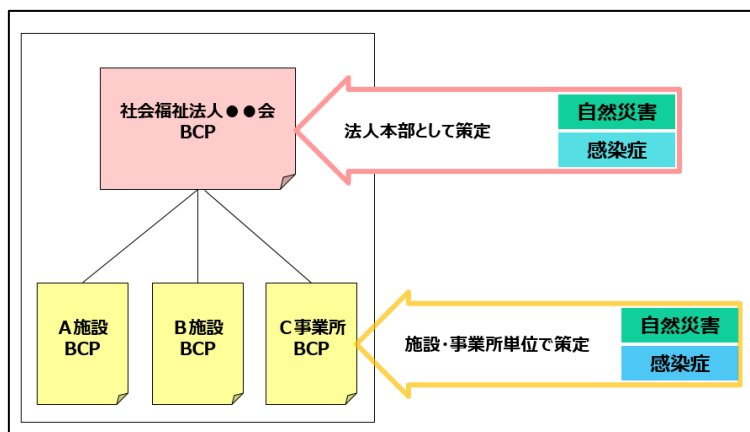 社会福祉法人●●会
BCP
法人本部として策定
自然災害
感染症
A施設
BCP
B施設
BCP
C事業所
BCP
施設・事業所単位で策定
自然災害
感染症